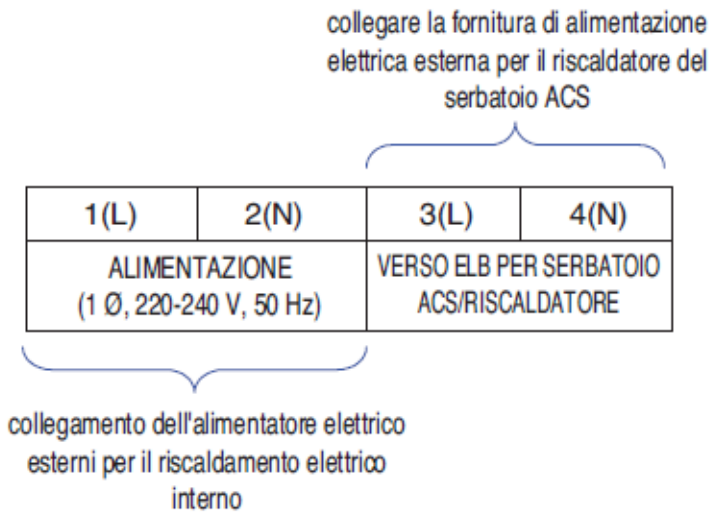 collegare la fornitura di alimentazione
elettrica esterna per il riscaldatore del
serbatoio ACS
1(L) 2(N) 3(L) 4(N)
ALIMENTAZIONE
(1 Ø, 220-240 V, 50 Hz)
VERSO ELB PER SERBATOIO
ACS/RISCALDATORE
collegamento dell'alimentatore elettrico
esterni per il riscaldamento elettrico
interno